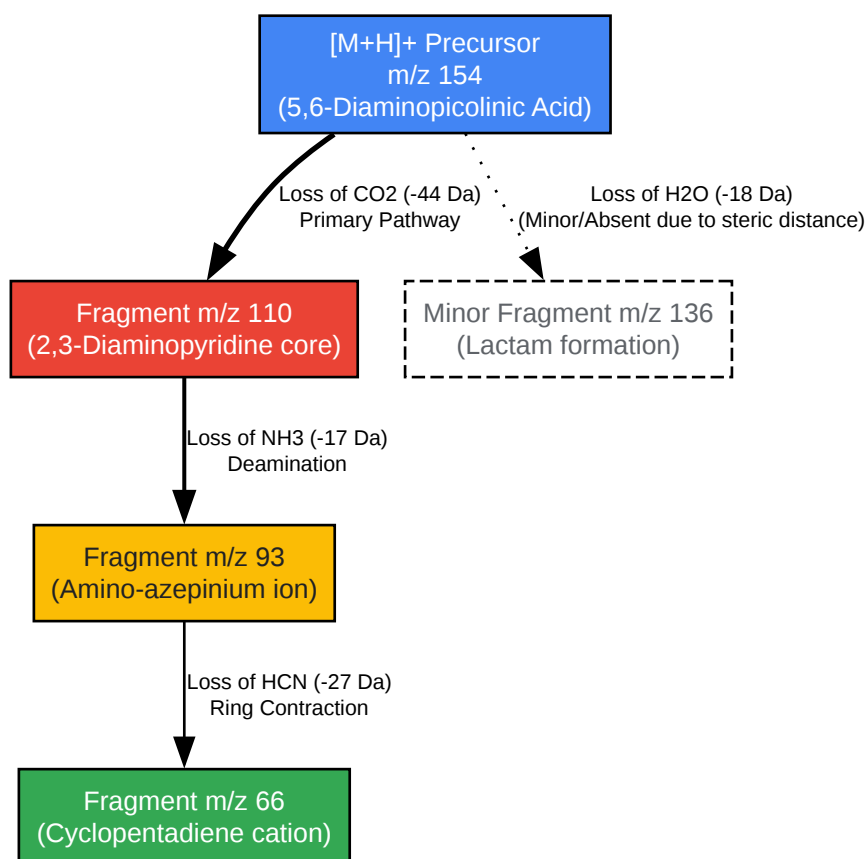 [M+H]+ Precursor
m/z 154
(5,6-Diaminopicolinic Acid)
Loss of CO2 (-44 Da)
Primary Pathway
Loss of H2O (-18 Da)
(Minor/Absent due to steric distance)
Fragment m/z 110
(2,3-Diaminopyridine core)
Minor Fragment m/z 136
(Lactam formation)
Loss of NH3 (-17 Da)
Deamination
Fragment m/z 93
(Amino-azepinium ion)
Loss of HCN (-27 Da)
Ring Contraction
Fragment m/z 66
(Cyclopentadiene cation)